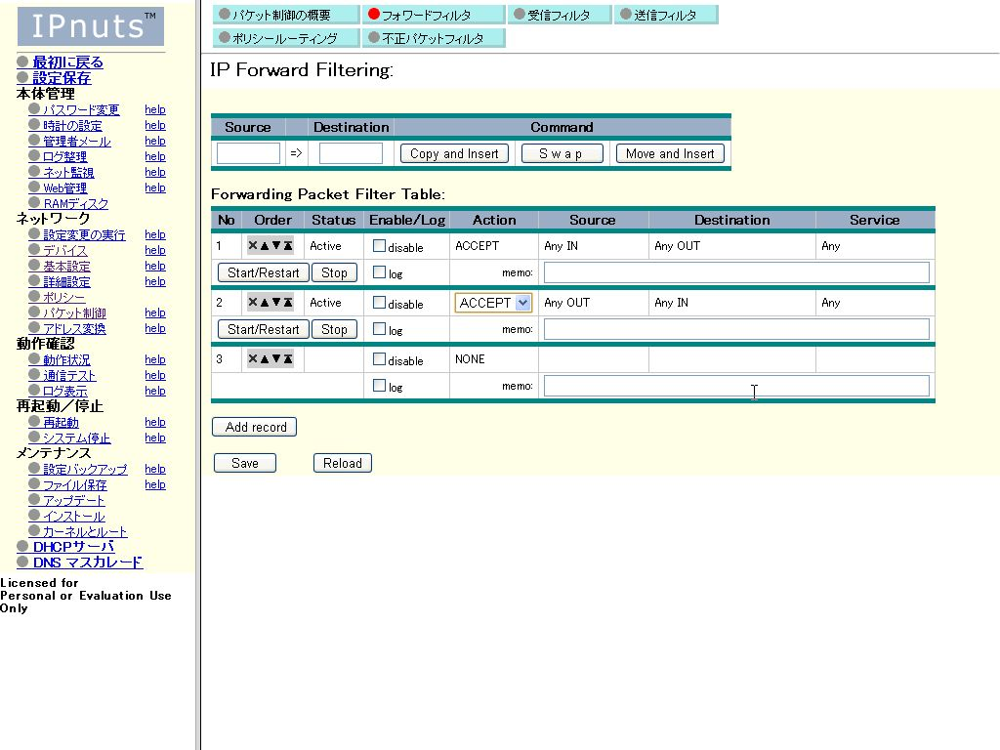 IPnuts™
最初に戻る
設定保存
本体管理
パスワード変更 help
時計の設定 help
管理者メール help
ログ整理 help
ネット監視 help
Web管理 help
RAMディスク
ネットワーク
設定変更の実行 help
デバイス help
基本設定 help
詳細設定 help
ポリシー
パケット制御 help
アドレス変換 help
動作確認
動作状況 help
通信テスト help
ログ表示 help
再起動／停止
再起動 help
システム停止 help
メンテナンス
設定バックアップ help
ファイル保存 help
アップデート
インストール
カーネルとルート
DHCPサーバ
DNS マスカレード
Licensed for
Personal or Evaluation Use
Only
パケット制御の概要 フォワードフィルタ 受信フィルタ 送信フィルタ
ポリシールーティング 不正パケットフィルタ
IP Forward Filtering:
Source Destination Command
=> Copy and Insert S w a p Move and Insert
Forwarding Packet Filter Table:
No Order Status Enable/Log Action Source Destination Service
1 ×▲▼ Active disable ACCEPT Any IN Any OUT Any
Start/Restart Stop log memo:
2 ×▲▼ Active disable ACCEPT Any OUT Any IN Any
Start/Restart Stop log memo:
3 ×▲▼ disable NONE
log memo:
Add record
Save Reload